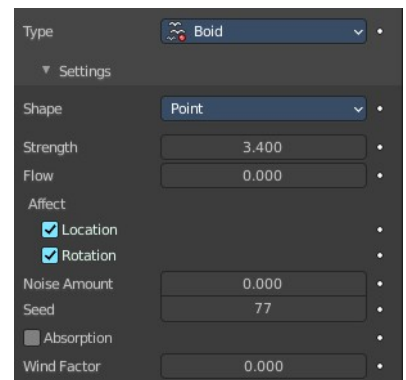 Type Boid
Settings
Shape Point
Strength 3.400
Flow 0.000
Affect
Location
Rotation
Noise Amount 0.000
Seed 77
Absorption
Wind Factor 0.000